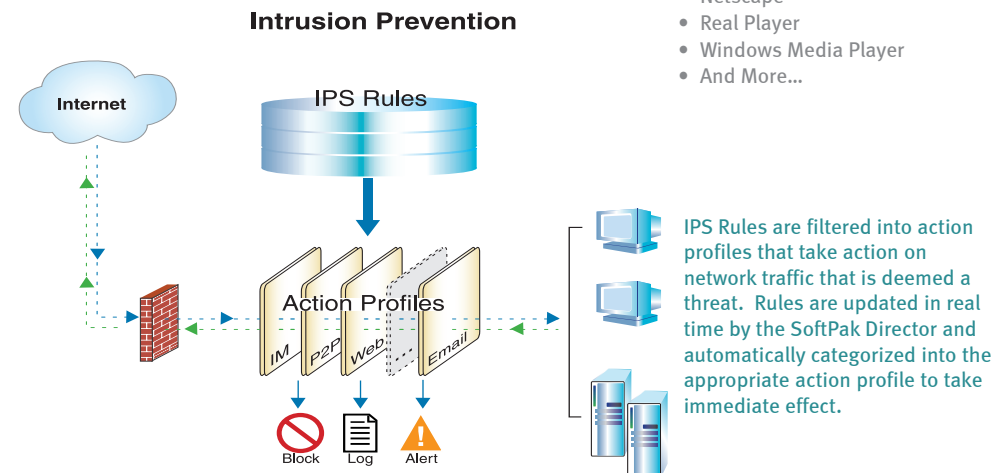 Intrusion Prevention
Netscape
• Real Player
• Windows Media Player
• And More...
Internet
IPS Rules
Action Profiles
IM
P2P
Web
...
Email
Block
Log
Alert
IPS Rules are filtered into action
profiles that take action on
network traffic that is deemed a
threat. Rules are updated in real
time by the SoftPak Director and
automatically categorized into the
appropriate action profile to take
immediate effect.